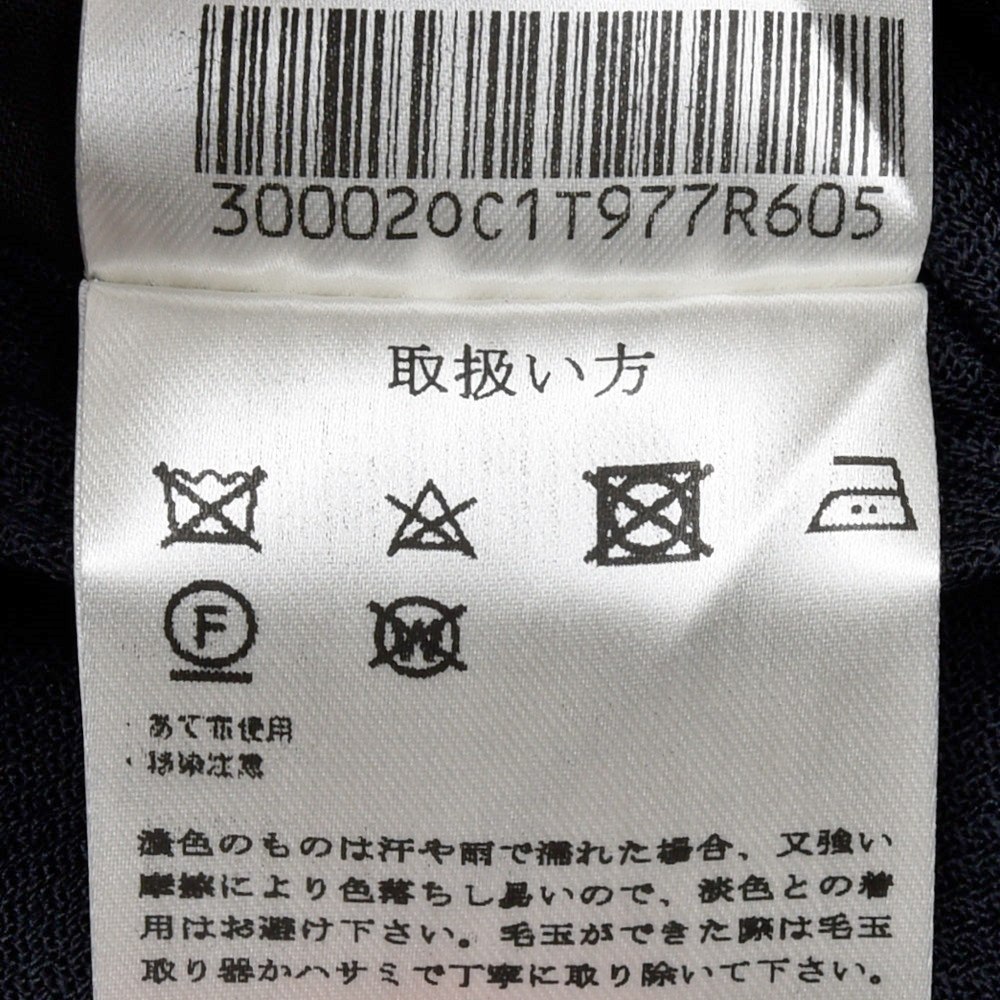 300020C1T977R605
取扱い方
F
W
・あて布使用
・移染注意
濃色のものは汗や雨で濡れた場合、又強い
摩擦により色落ちし易いので、淡色との着
用はお避け下さい。毛玉ができた際は毛玉
取り器かハサミで丁寧に取り除いて下さい。